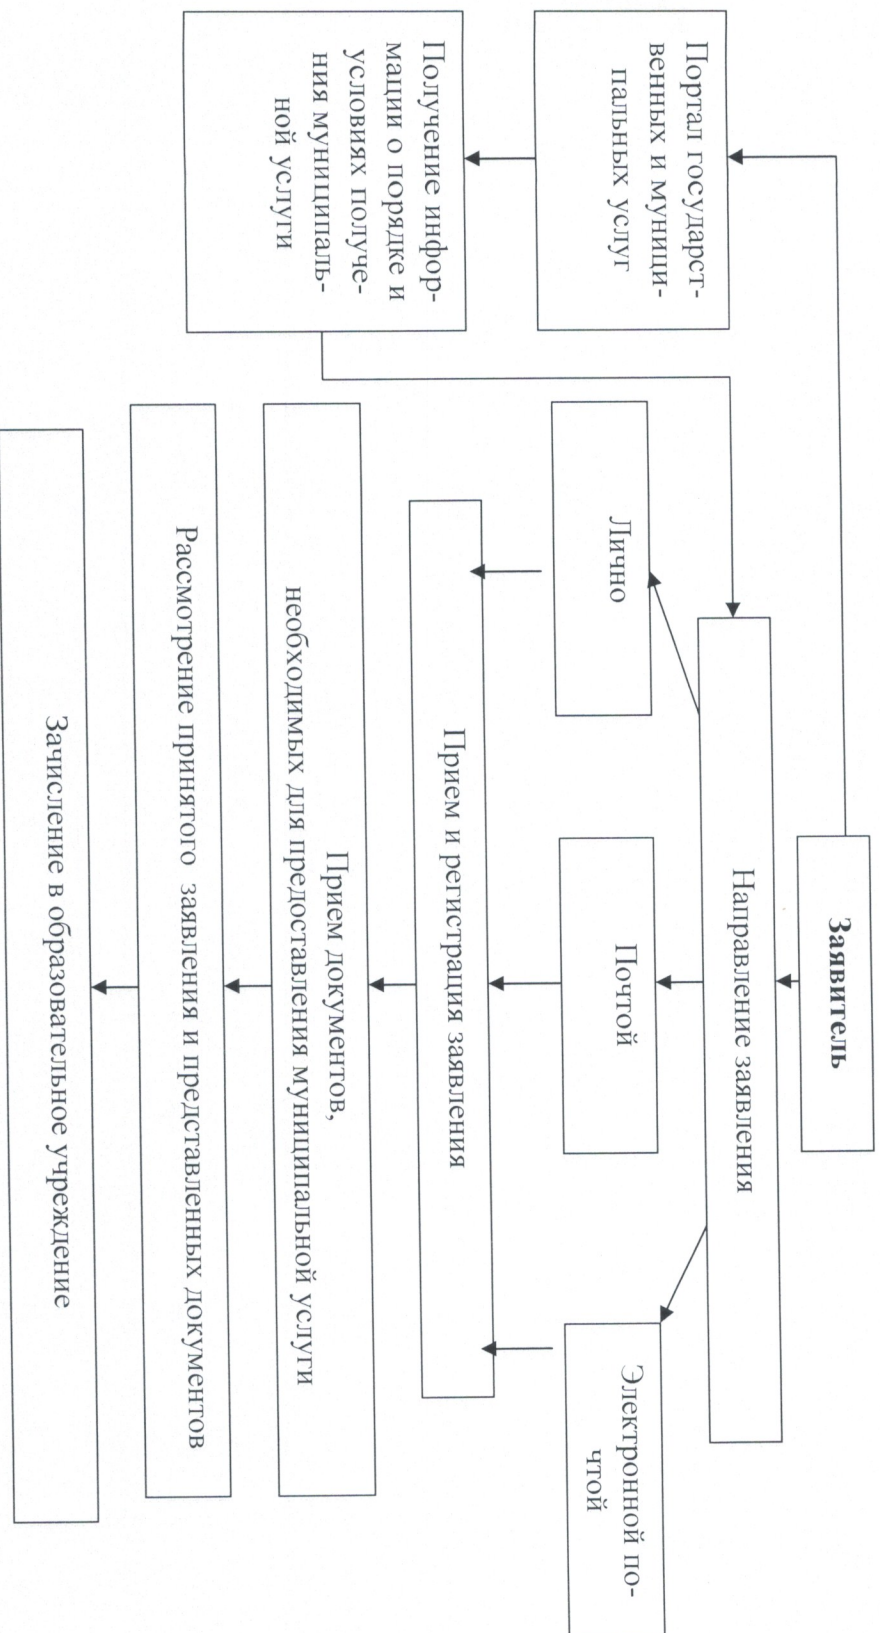 Заявитель
Направление заявления
Портал государст-
венных и муници-
пальных услуг
Получение инфор-
мации о порядке и
условиях получе-
ния муниципаль-
ной услуги
Лично
Почтой
Электронной по-
чтой
Прием и регистрация заявления
Прием документов,
необходимых для предоставления муниципальной услуги
Рассмотрение принятого заявления и представленных документов
Зачисление в образовательное учреждение